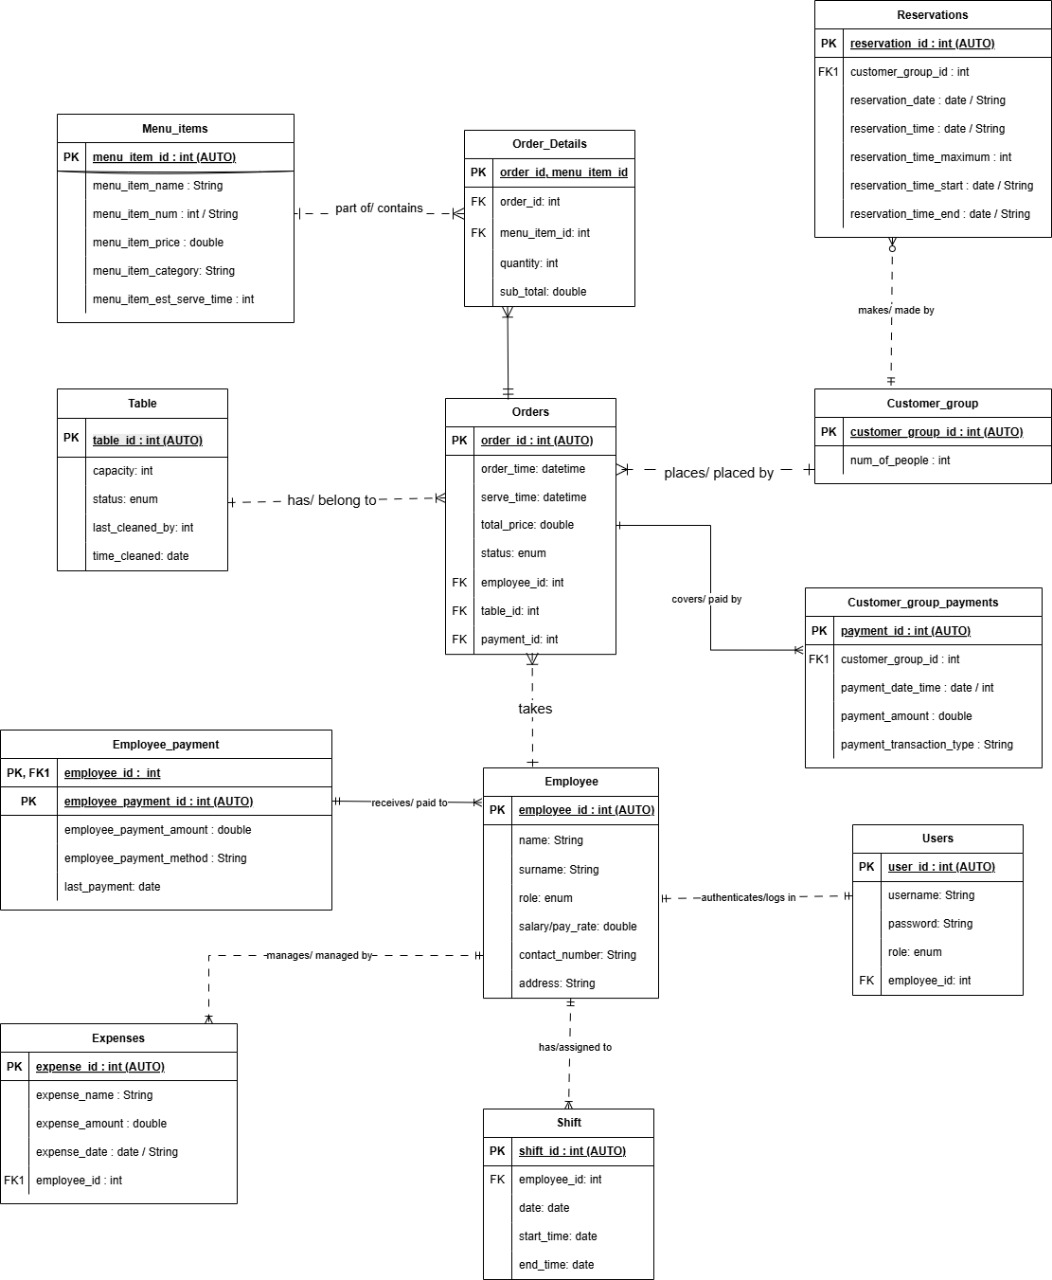 Reservations
PK reservation_id : int (AUTO)
FK1 customer_group_id : int
reservation_date : date / String
reservation_time : date / String
reservation_time_maximum : int
reservation_time_start : date / String
reservation_time_end : date / String
Menu_items
PK menu_item_id : int (AUTO)
menu_item_name : String
menu_item_num : int / String
menu_item_price : double
menu_item_category: String
menu_item_est_serve_time : int
part of/ contains
Order_Details
PK order_id, menu_item_id
FK order_id: int
FK menu_item_id: int
quantity: int
sub_total: double
makes/ made by
Table
PK table_id : int (AUTO)
capacity: int
status: enum
last_cleaned_by: int
time_cleaned: date
has/ belong to
Orders
PK order_id : int (AUTO)
order_time: datetime
serve_time: datetime
total_price: double
status: enum
FK employee_id: int
FK table_id: int
FK payment_id: int
places/ placed by
Customer_group
PK customer_group_id : int (AUTO)
num_of_people : int
covers/ paid by
Customer_group_payments
PK payment_id : int (AUTO)
FK1 customer_group_id : int
payment_date_time : date / int
payment_amount : double
payment_transaction_type : String
takes
Employee_payment
PK, FK1 employee_id : int
PK employee_payment_id : int (AUTO)
employee_payment_amount : double
employee_payment_method : String
last_payment: date
receives/ paid to
Employee
PK employee_id : int (AUTO)
name: String
surname: String
role: enum
salary/pay_rate: double
contact_number: String
address: String
authenticates/logs in
Users
PK user_id : int (AUTO)
username: String
password: String
role: enum
FK employee_id: int
manages/ managed by
Expenses
PK expense_id : int (AUTO)
expense_name : String
expense_amount : double
expense_date : date / String
FK1 employee_id : int
has/assigned to
Shift
PK shift_id : int (AUTO)
FK employee_id: int
date: date
start_time: date
end_time: date